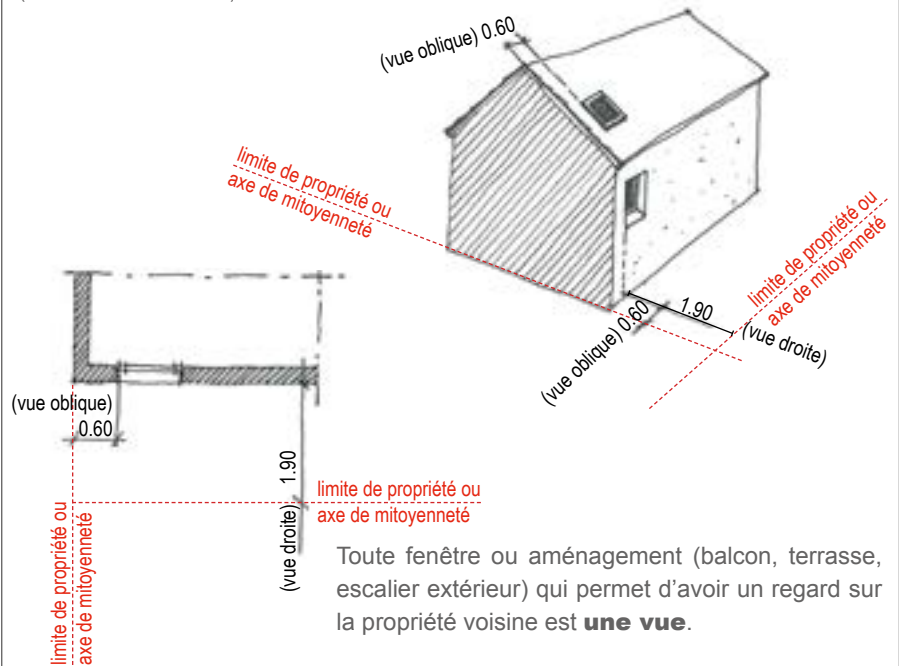 (vue oblique) 0.60
limite de propriété ou
axe de mitoyenneté
limite de propriété ou
axe de mitoyenneté
1.90
(vue droite)
(vue oblique) 0.60
(vue oblique)
0.60
(vue droite) 1.90
limite de propriété ou
axe de mitoyenneté
limite de propriété ou
axe de mitoyenneté
Toute fenêtre ou aménagement (balcon, terrasse,
escalier extérieur) qui permet d’avoir un regard sur
la propriété voisine est une vue.